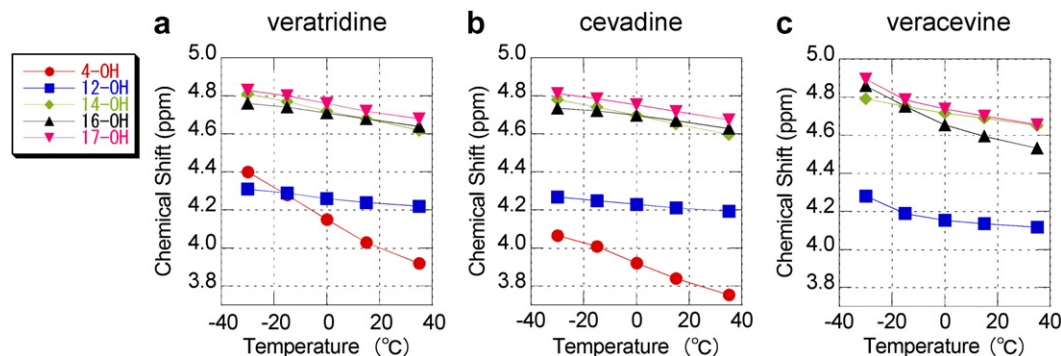 4-OH
12-OH
14-OH
16-OH
17-OH
a veratridine
Chemical Shift (ppm)
5.0
4.8
4.6
4.4
4.2
4.0
3.8
-40 -20 0 20 40
Temperature (°C)
b cevadine
Chemical Shift (ppm)
5.0
4.8
4.6
4.4
4.2
4.0
3.8
-40 -20 0 20 40
Temperature (°C)
c veracevine
Chemical Shift (ppm)
5.0
4.8
4.6
4.4
4.2
4.0
3.8
-40 -20 0 20 40
Temperature (°C)